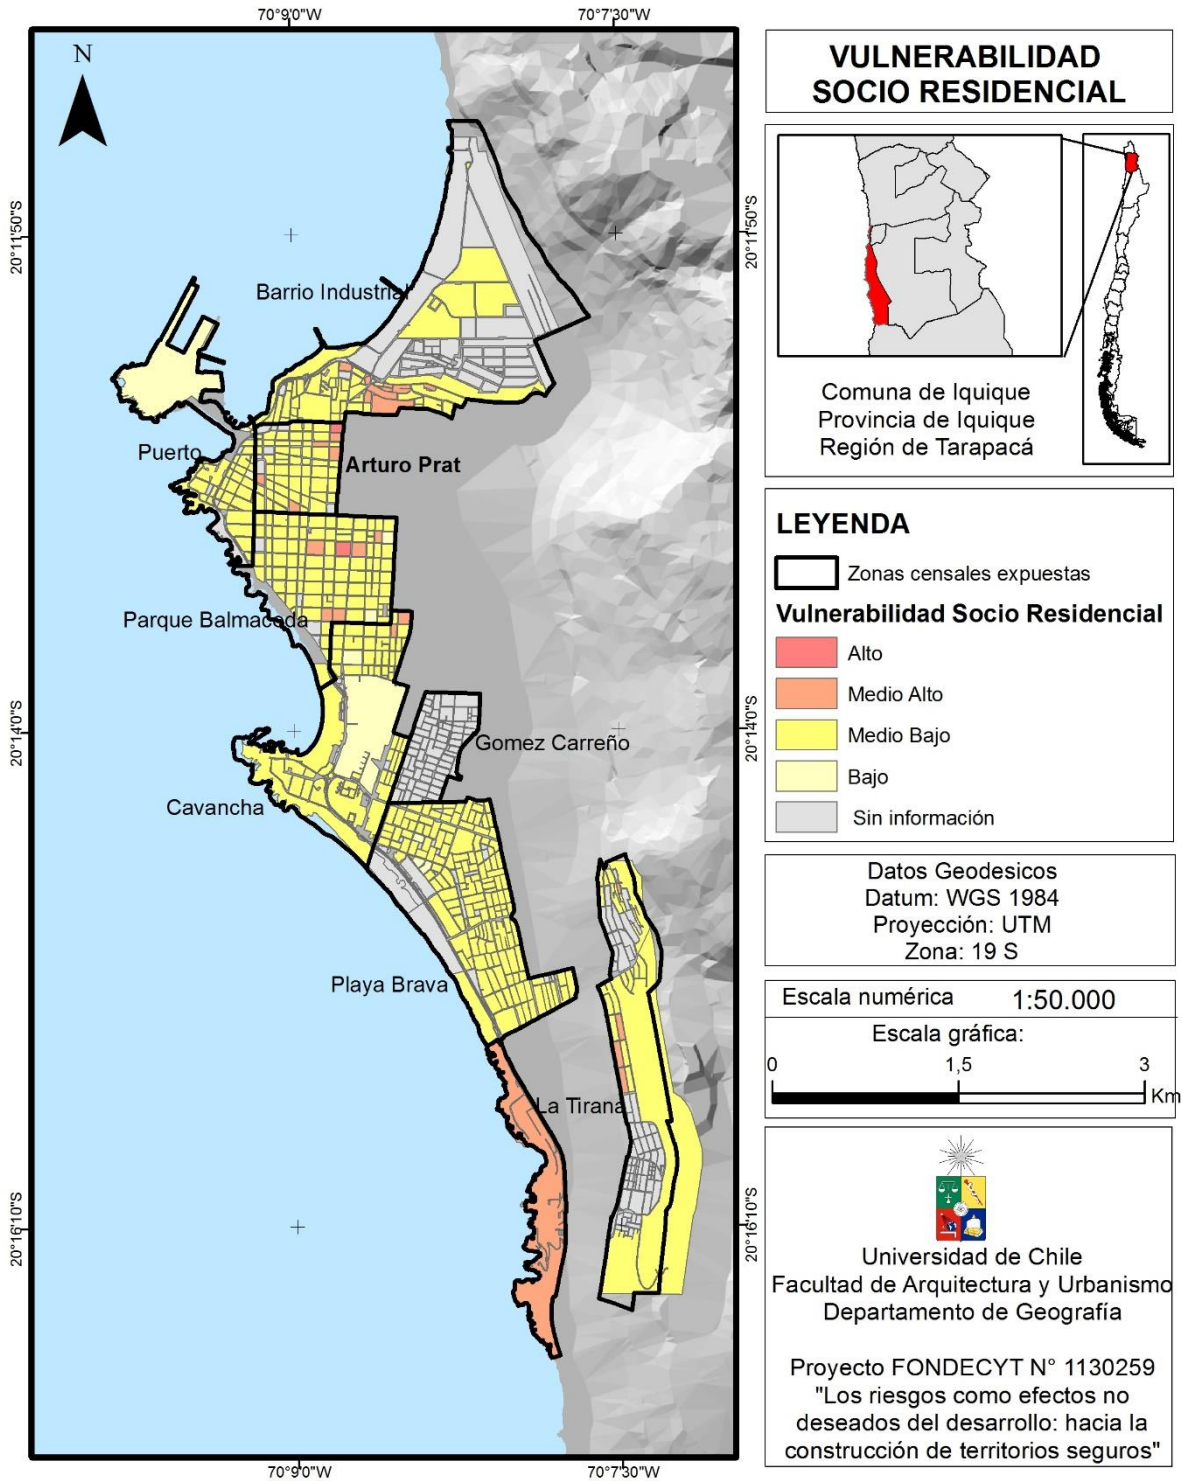 70°9'0"W
70°7'30"W
N
20°11'50"S
20°11'50"S
Barrio Industrial
Puerto
Arturo Prat
Parque Balmaceda
20°14'0"S
20°14'0"S
Gomez Carreño
Cavancha
Playa Brava
La Tirana
20°16'10"S
20°16'10"S
70°9'0"W
70°7'30"W
VULNERABILIDAD
SOCIO RESIDENCIAL
Comuna de Iquique
Provincia de Iquique
Región de Tarapacá
LEYENDA
Zonas censales expuestas
Vulnerabilidad Socio Residencial
Alto
Medio Alto
Medio Bajo
Bajo
Sin información
Datos Geodesicos
Datum: WGS 1984
Proyección: UTM
Zona: 19 S
Escala numérica 1:50.000
Escala gráfica:
0 1,5 3
Km
Universidad de Chile
Facultad de Arquitectura y Urbanismo
Departamento de Geografía
Proyecto FONDECYT N° 1130259
"Los riesgos como efectos no
deseados del desarrollo: hacia la
construcción de territorios seguros"